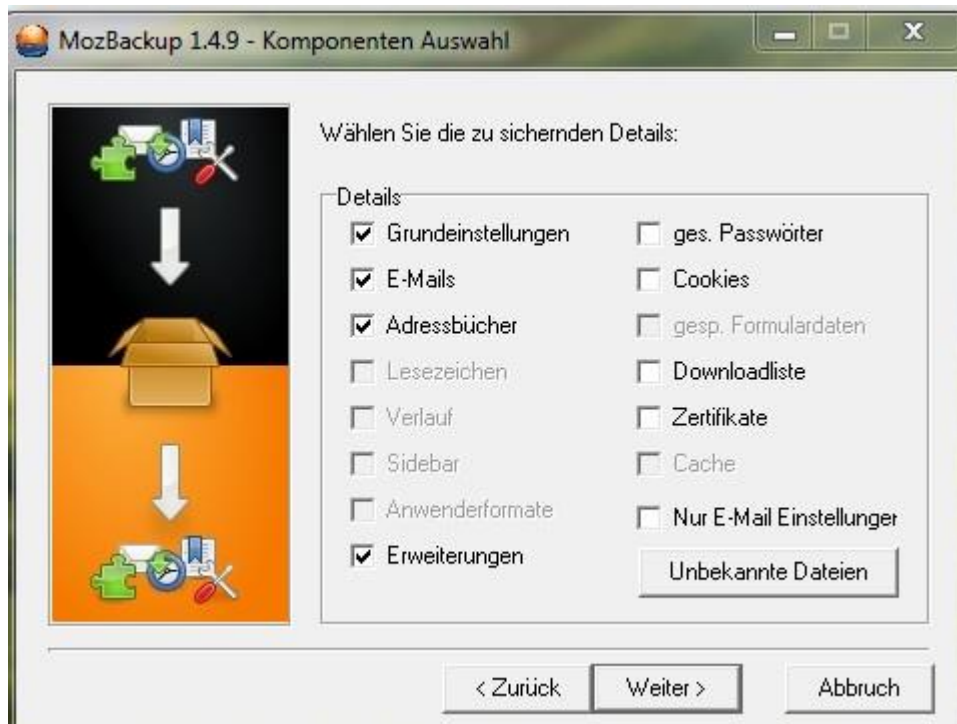 MozBackup 1.4.9 - Komponenten Auswahl
Wählen Sie die zu sichernden Details:
Details
Grundeinstellungen
E-Mails
Adressbücher
Lesezeichen
Verlauf
Sidebar
Anwenderformate
Erweiterungen
ges. Passwörter
Cookies
gesp. Formulardaten
Downloadliste
Zertifikate
Cache
Nur E-Mail Einstellunger
Unbekannte Dateien
< Zurück
Weiter >
Abbruch